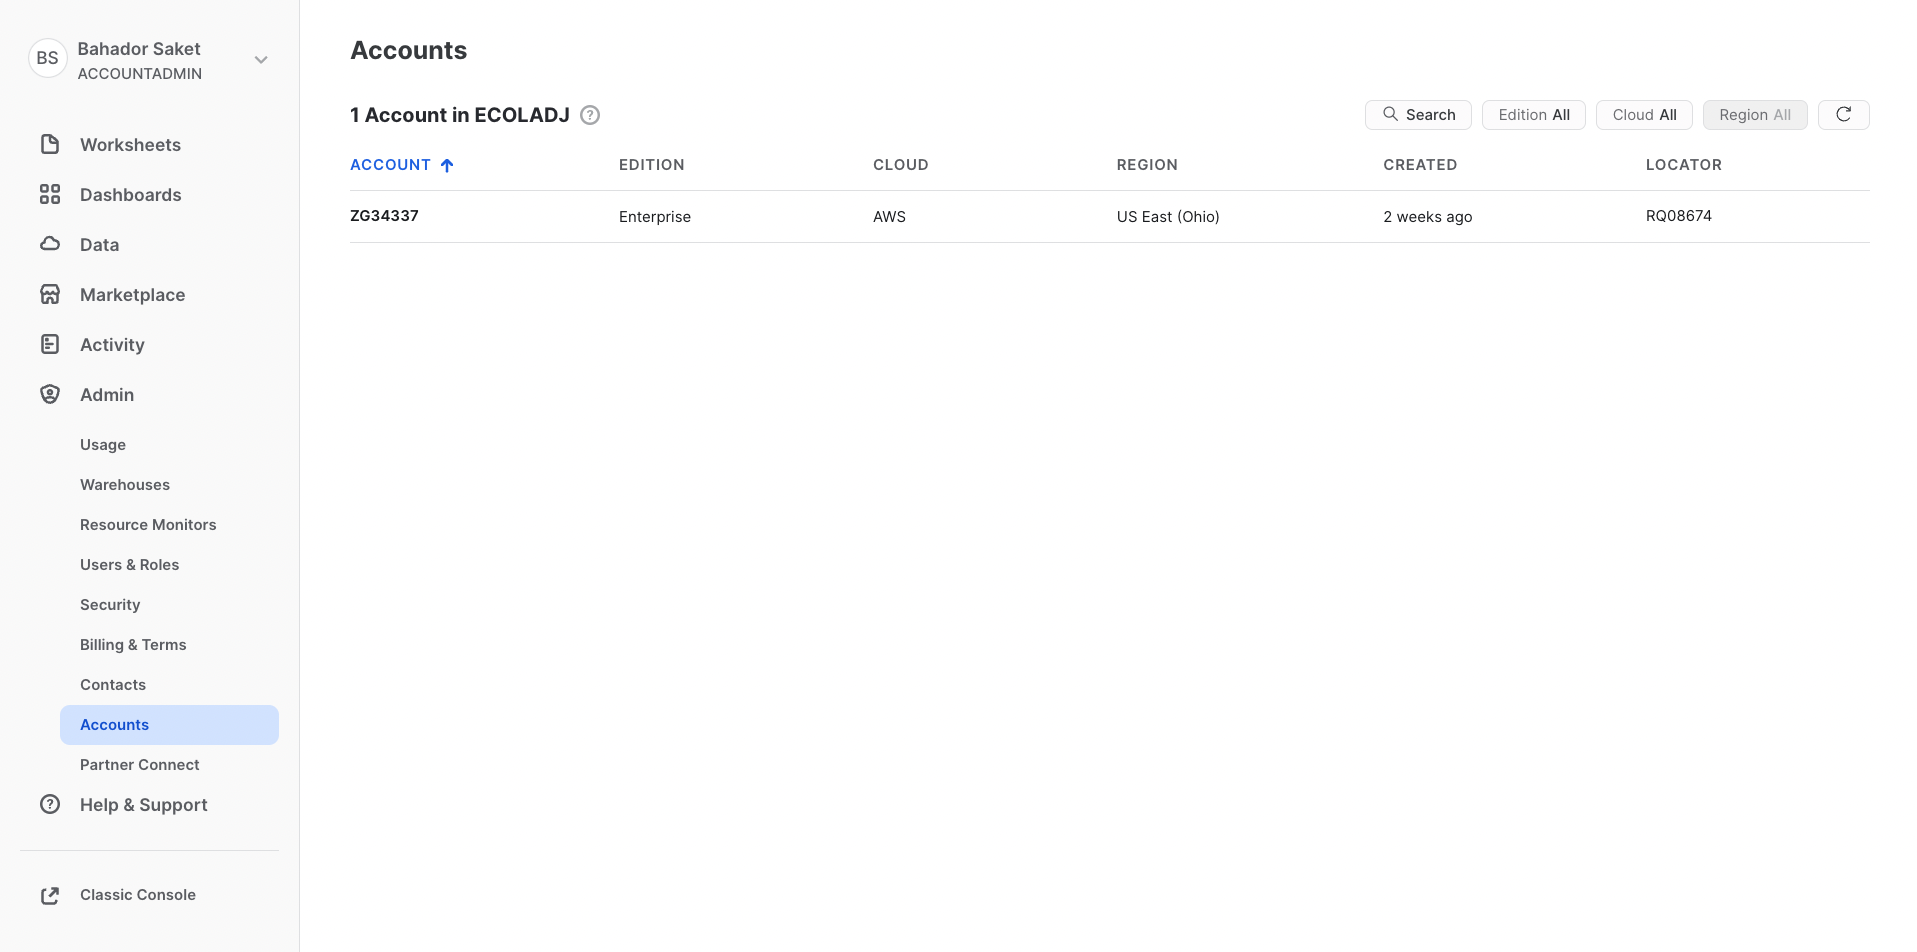 BS
Bahador Saket
ACCOUNTADMIN
Worksheets
Dashboards
Data
Marketplace
Activity
Admin
Usage
Warehouses
Resource Monitors
Users & Roles
Security
Billing & Terms
Contacts
Accounts
Partner Connect
Help & Support
Classic Console
Accounts
1 Account in ECOLADJ ?
Search Edition All Cloud All Region All
ACCOUNT EDITION CLOUD REGION CREATED LOCATOR
ZG34337 Enterprise AWS US East (Ohio) 2 weeks ago RQ08674